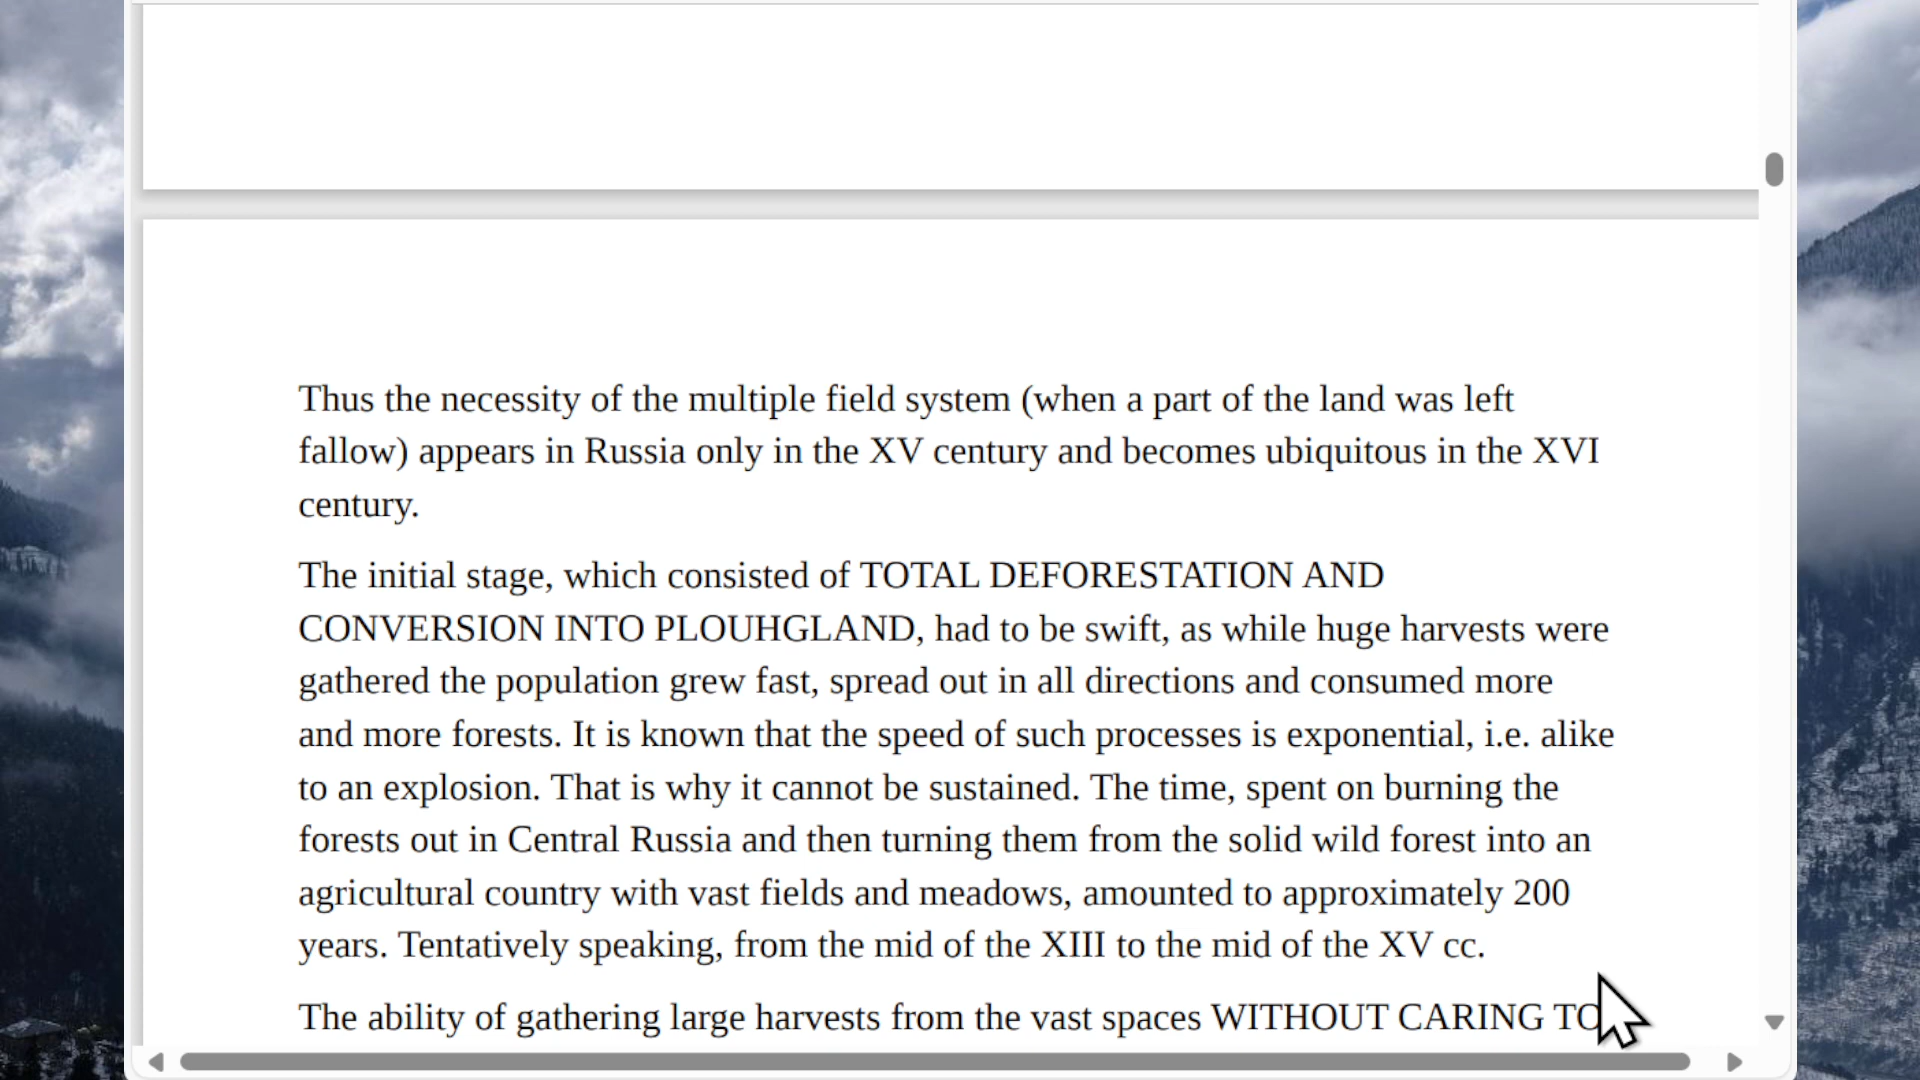 Thus the necessity of the multiple field system (when a part of the land was left
fallow) appears in Russia only in the XV century and becomes ubiquitous in the XVI
century.
The initial stage, which consisted of TOTAL DEFORESTATION AND
CONVERSION INTO PLOUHGLAND, had to be swift, as while huge harvests were
gathered the population grew fast, spread out in all directions and consumed more
and more forests. It is known that the speed of such processes is exponential, i.e. alike
to an explosion. That is why it cannot be sustained. The time, spent on burning the
forests out in Central Russia and then turning them from the solid wild forest into an
agricultural country with vast fields and meadows, amounted to approximately 200
years. Tentatively speaking, from the mid of the XIII to the mid of the XV cc.
The ability of gathering large harvests from the vast spaces WITHOUT CARING TO